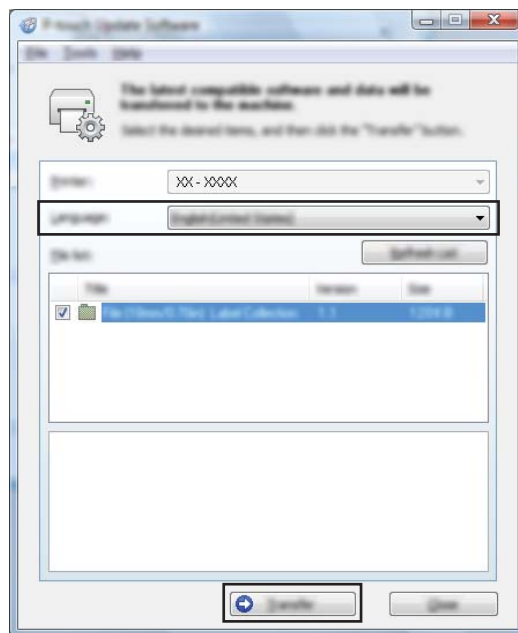 P-touch Update Software
File Tools Help
The latest compatible software and data will be
transferred to the machine.
Select the desired items, and then click the "Transfer" button.
Printer: XX - XXXX
Language: English(United States)
File list: Refresh List
Title Version Size
Label Collection 1.1
Transfer Close